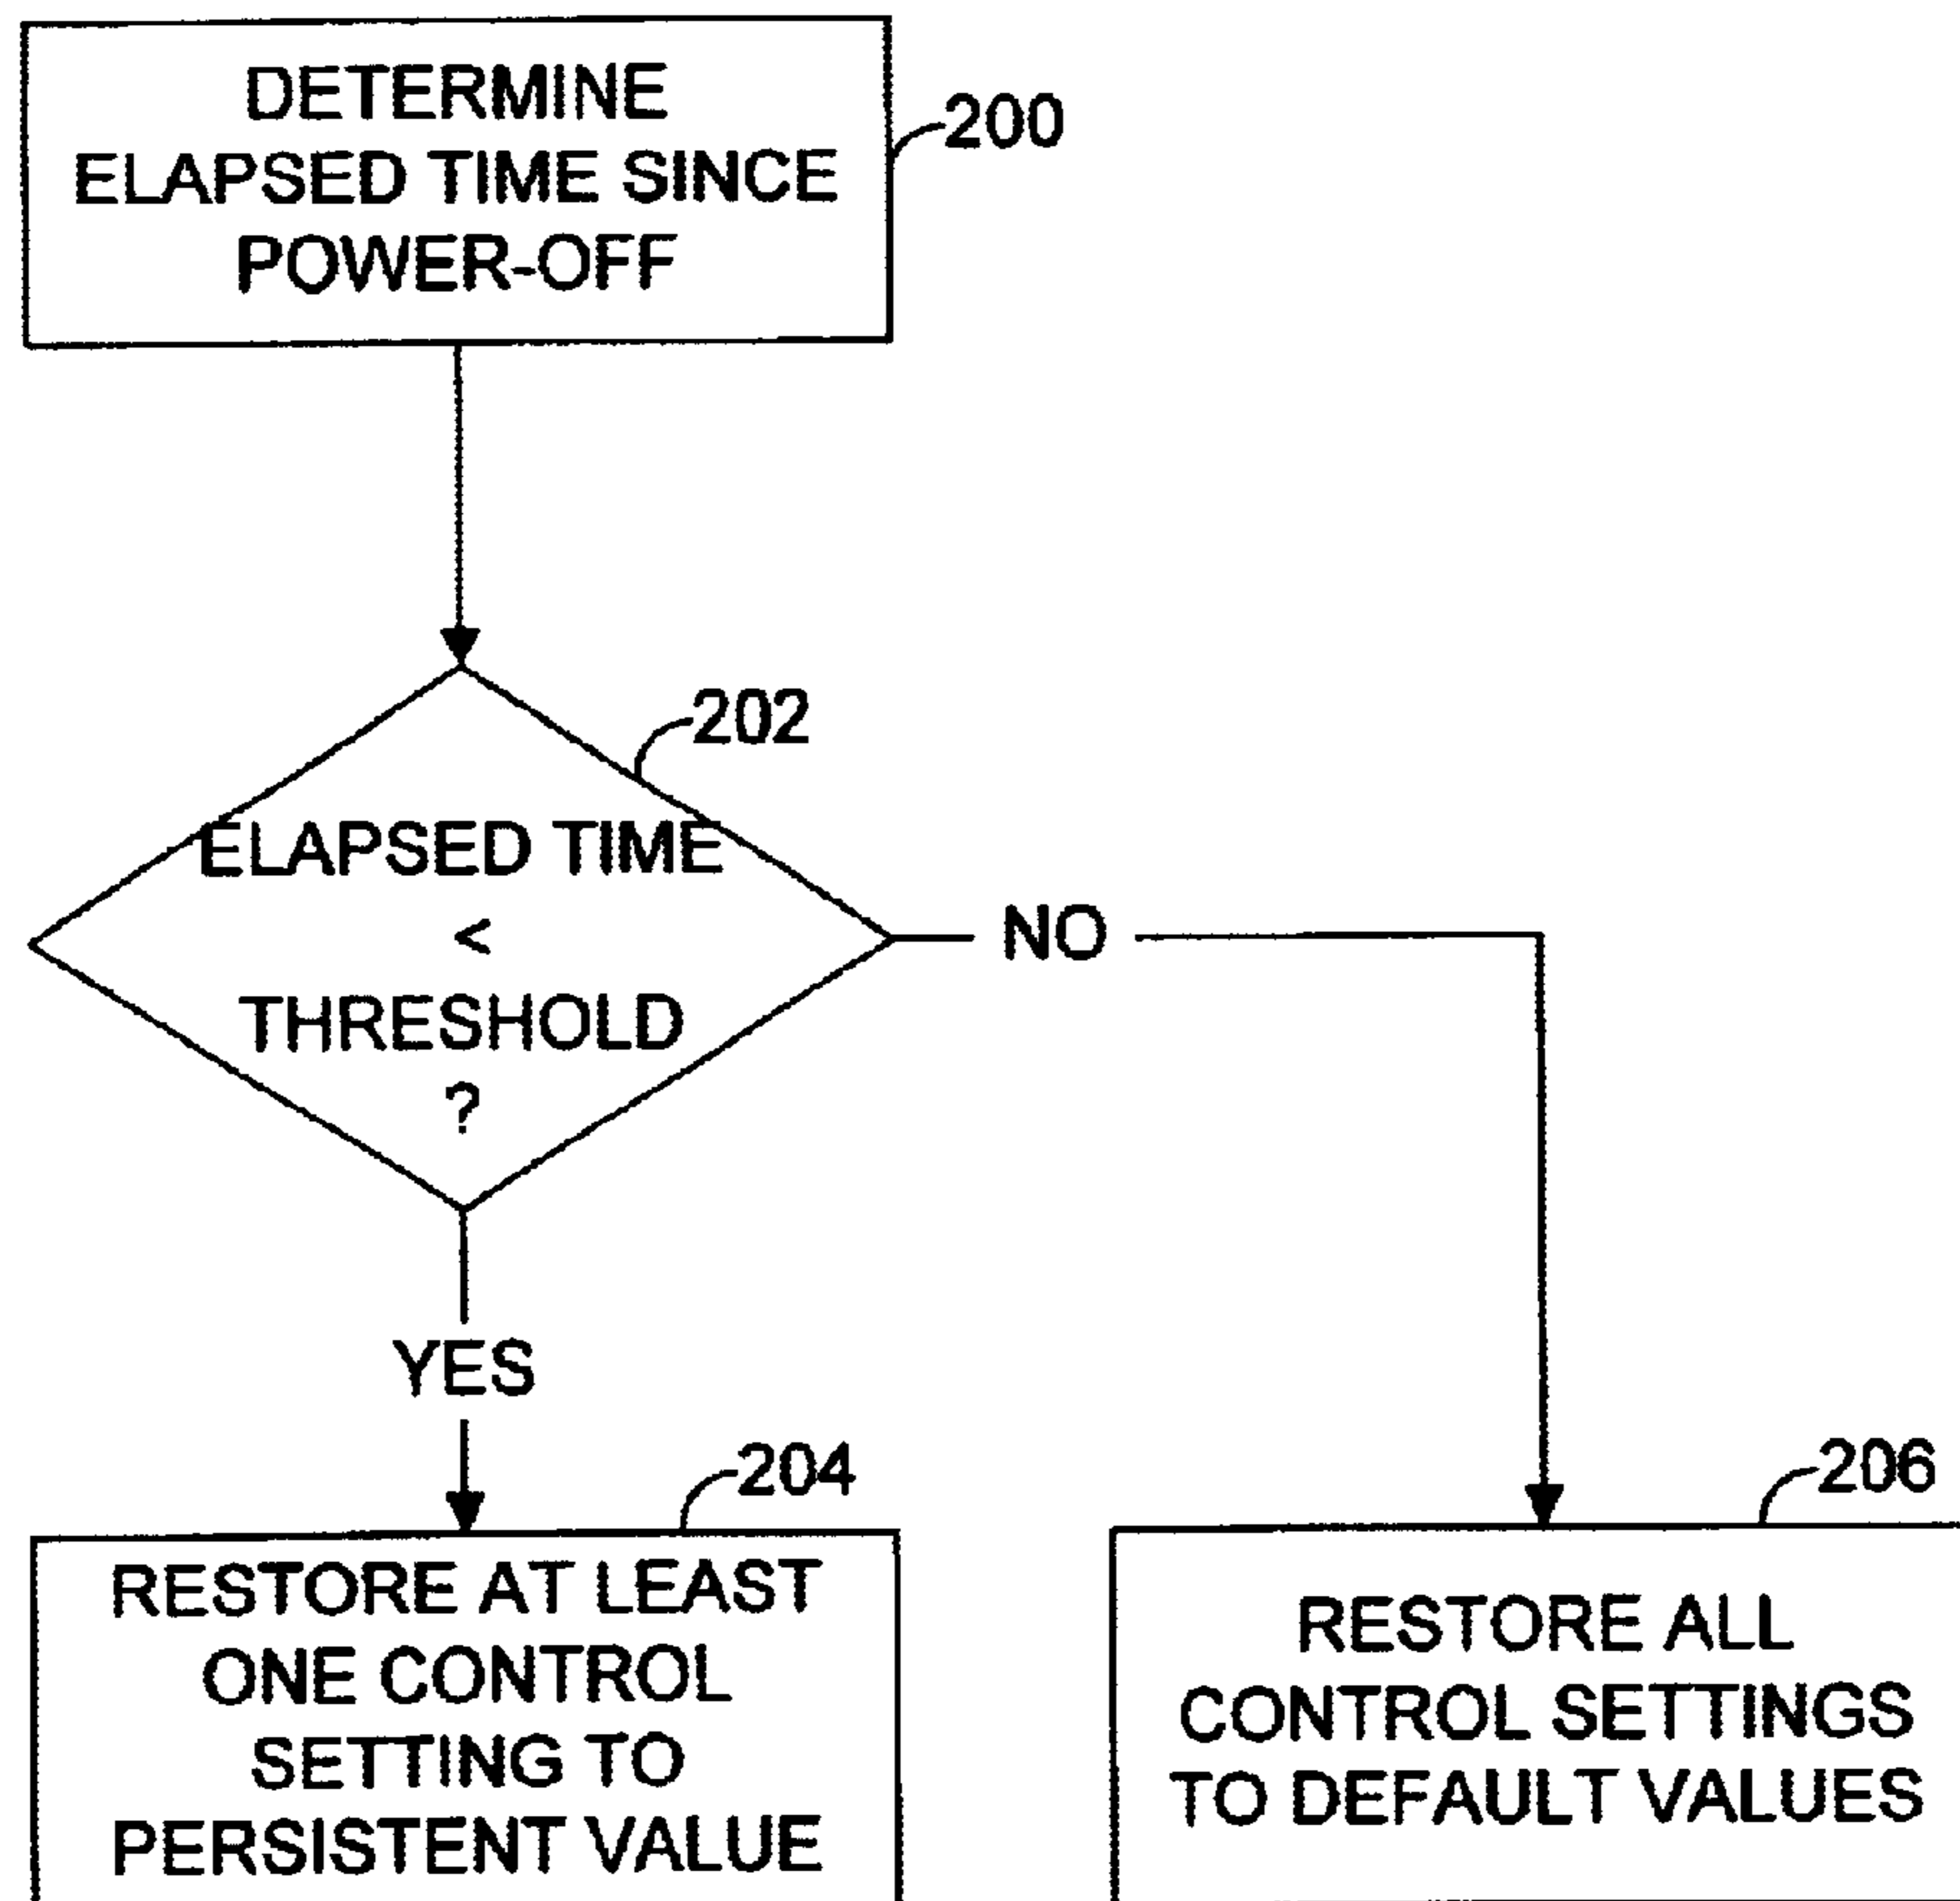 DETERMINE
ELAPSED TIME SINCE
POWER-OFF
200
202
ELAPSED TIME
<
THRESHOLD
?
NO
YES
204
RESTORE AT LEAST
ONE CONTROL
SETTING TO
PERSISTENT VALUE
206
RESTORE ALL
CONTROL SETTINGS
TO DEFAULT VALUES